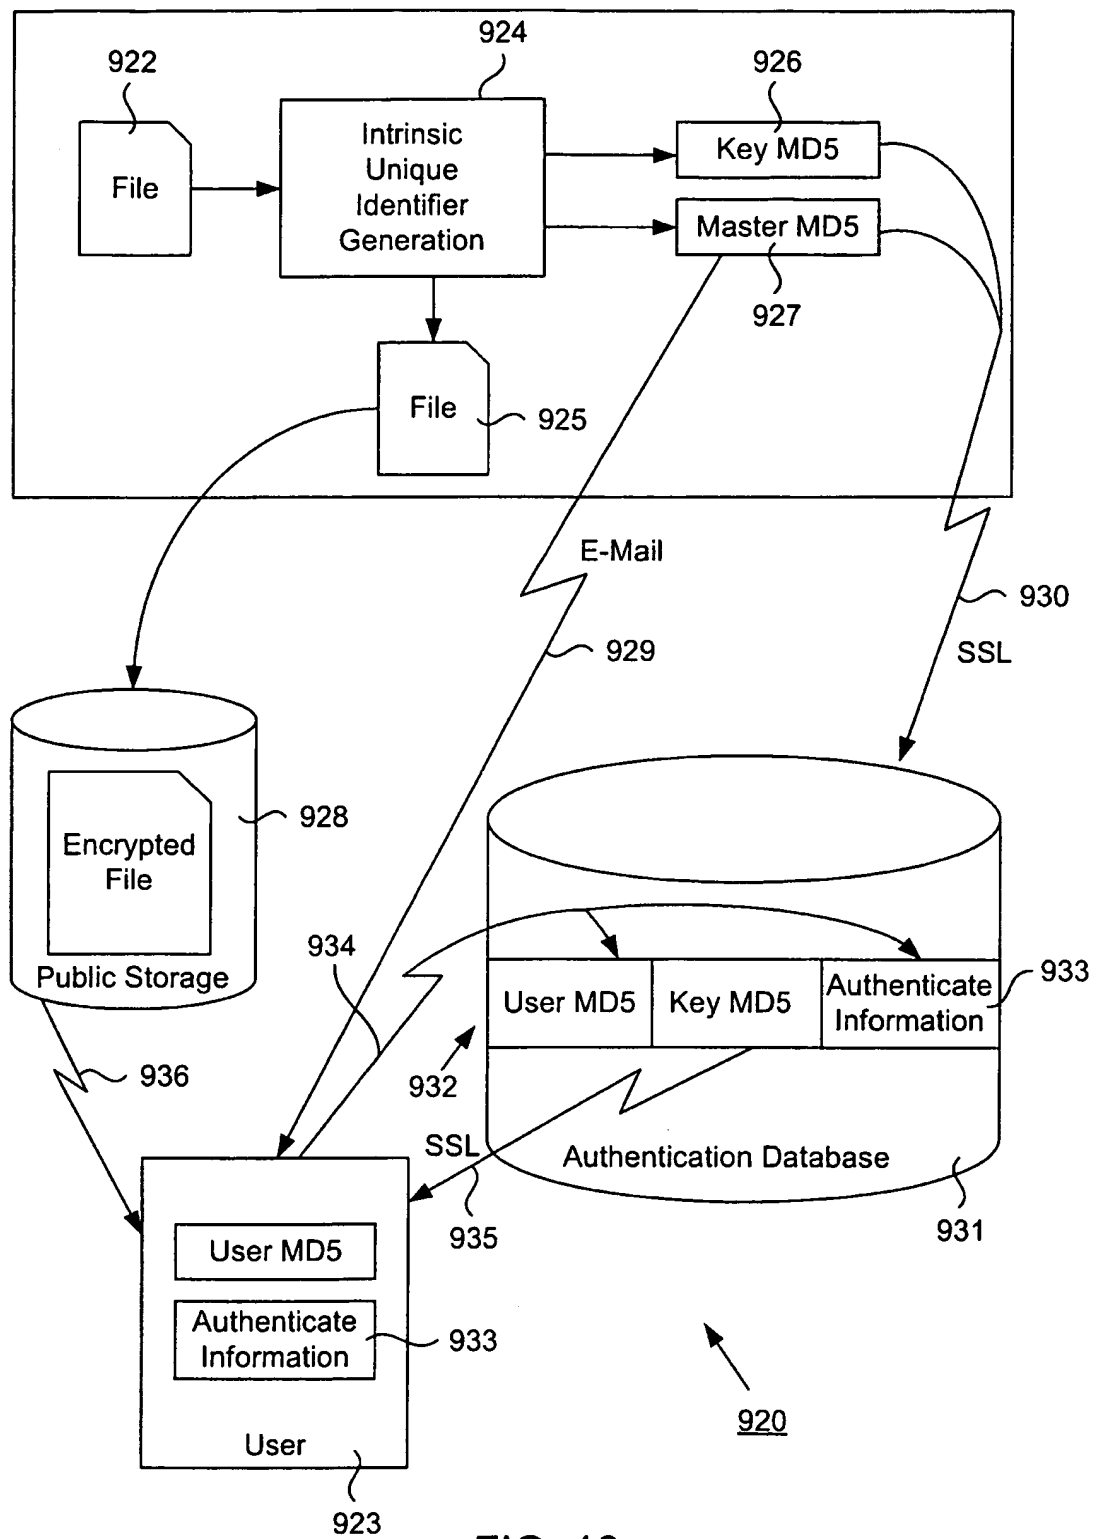 924
922
926
Intrinsic
Unique
Identifier
Generation
File
Key MD5
Master MD5
927
File
925
E-Mail
930
929
SSL
928
Encrypted
File
Public Storage
934
933
User MD5
Key MD5
Authenticate
Information
932
936
SSL
Authentication Database
935
931
User MD5
Authenticate
Information
933
920
User
923